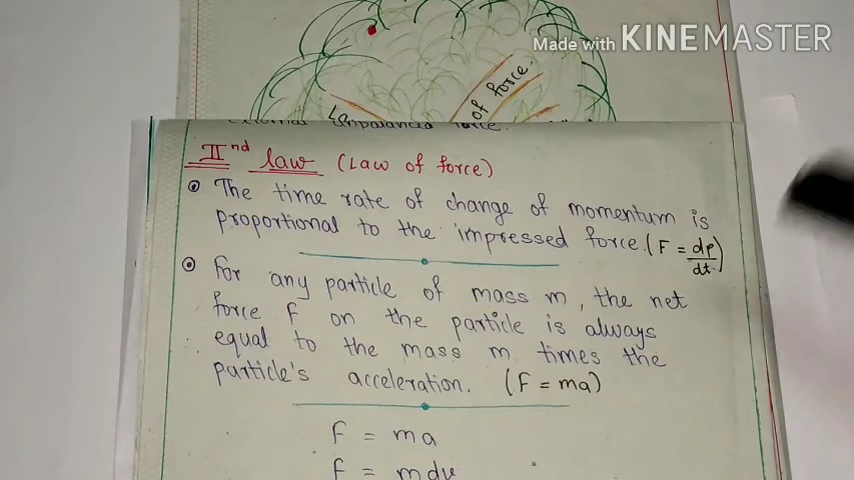 Made with KINEMASTER
of force.
force.
IInd law (Law of force)
The time rate of change of momentum is
proportional to the impressed force. (F = dp/dt)
For any particle of mass m, the net
force F on the particle is always
equal to the mass m times the
particle's acceleration. (F = ma)
F = ma
F = mdv